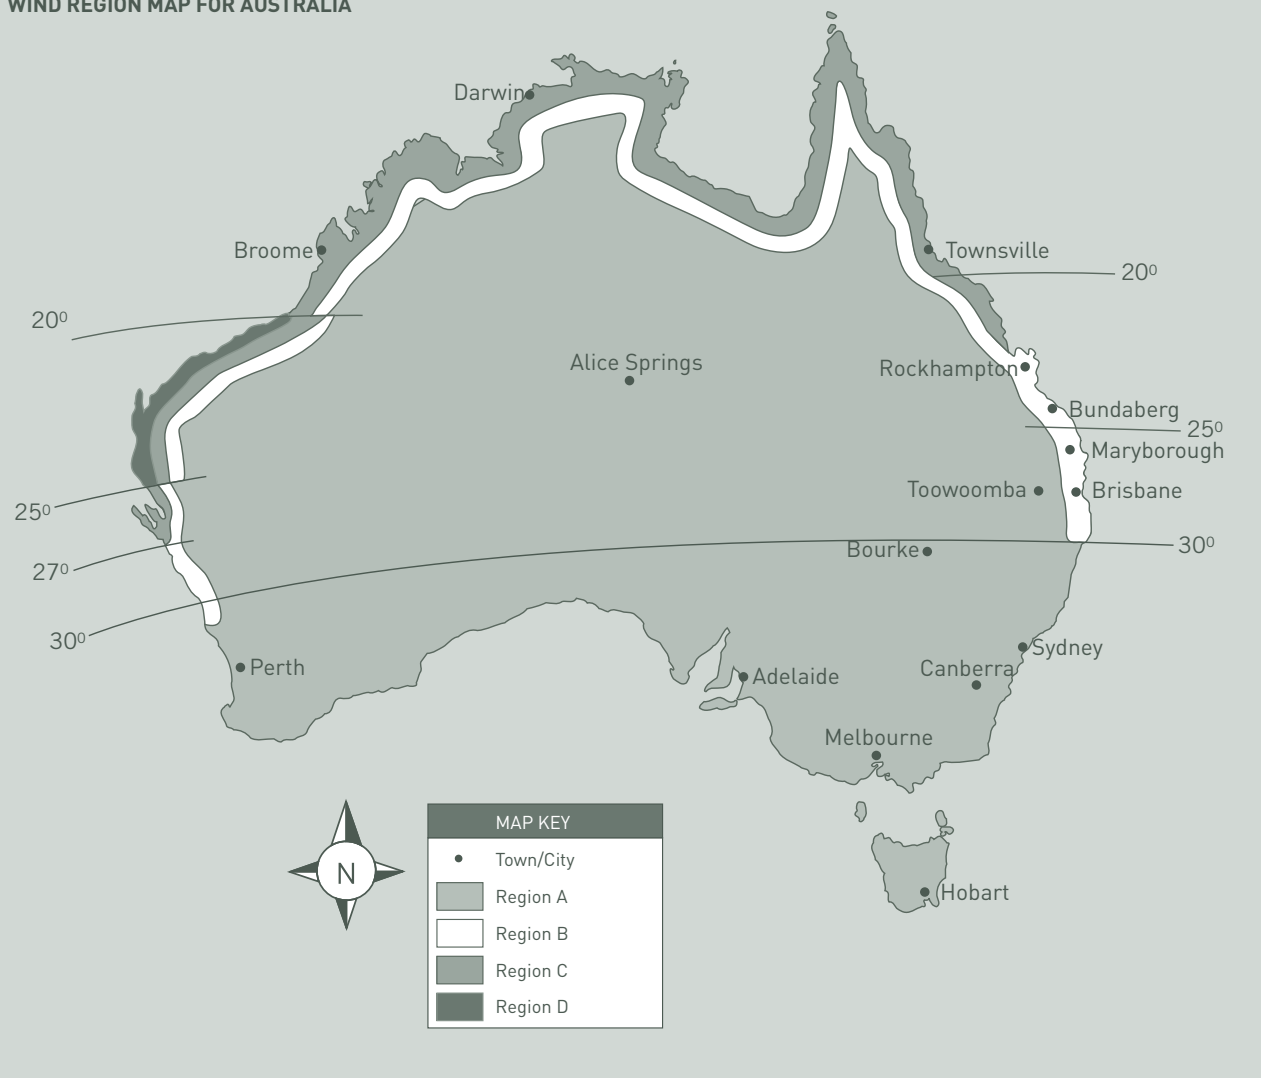 WIND REGION MAP FOR AUSTRALIA
Darwin
Broome
Townsville
20⁰
20⁰
Alice Springs
Rockhampton
Bundaberg
25⁰
Maryborough
Toowoomba
Brisbane
25⁰
30⁰
Bourke
27⁰
30⁰
Sydney
Perth
Canberra
Adelaide
Melbourne
MAP KEY
Town/City
N
Region A
Hobart
Region B
Region C
Region D